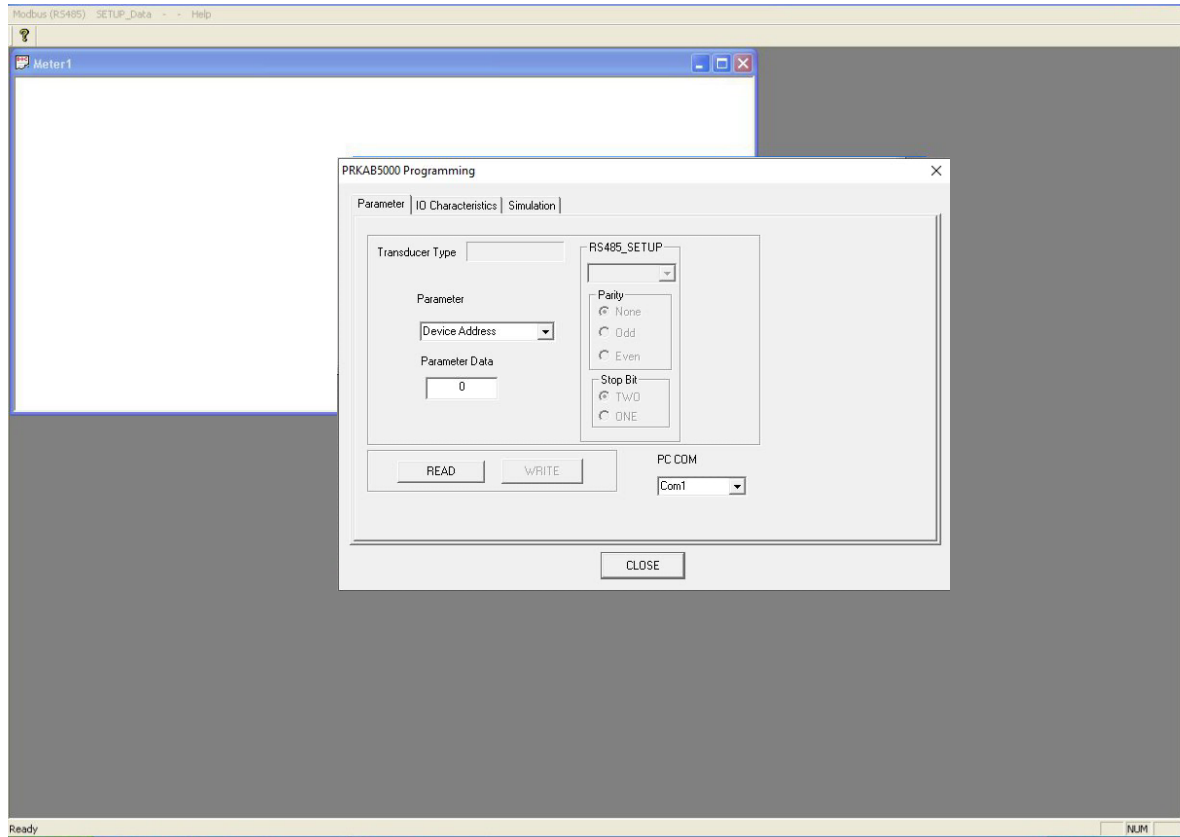 Modbus (RS485) SETUP_Data - - Help
?
Meter1
PRKAB5000 Programming
Parameter IO Characteristics Simulation
Transducer Type
RS485_SETUP
Parameter
Parity
None
Device Address
Odd
Parameter Data
Even
0
Stop Bit
TWO
ONE
READ WRITE
PC COM
Com1
CLOSE
Ready NUM